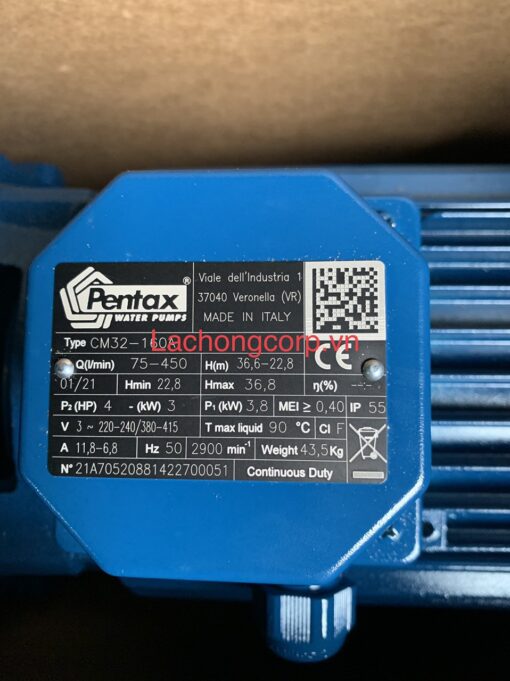 Pentax ®
WATER PUMPS
Viale dell'Industria 1
37040 Veronella (VR)
MADE IN ITALY
Lachongcorp.vn
Type CM32-160
CE
Q(l/min) 75-450 H(m) 36,6-22,8
01/21 Hmin 22,8 Hmax 36,8 η(%) ---
P₂(HP) 4 - (kW) 3 P₁(kW) 3,8 MEI ≥ 0,40 IP 55
V 3 ~ 220-240/380-415 T max liquid 90 °C Cl F
A 11,8-6,8 Hz 50 2900 min⁻¹ Weight 43,5 Kg
N° 21A70520881422700051 Continuous Duty